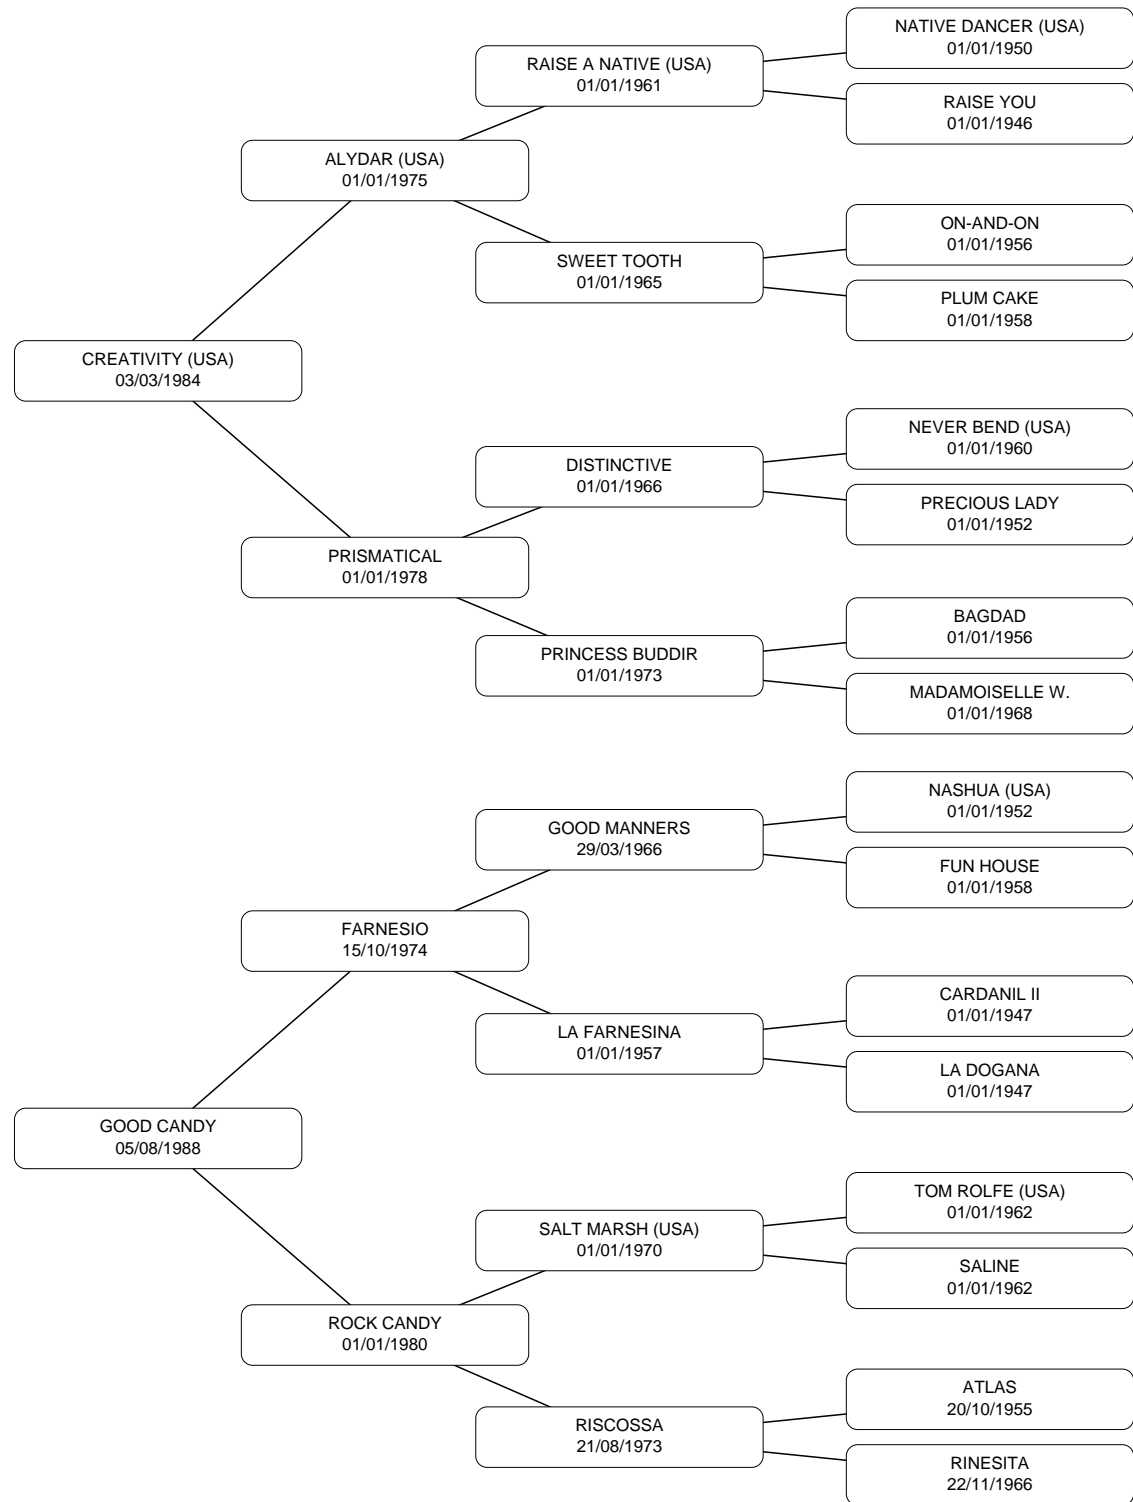 NATIVE DANCER (USA)
01/01/1950
RAISE A NATIVE (USA)
01/01/1961
RAISE YOU
01/01/1946
ALYDAR (USA)
01/01/1975
ON-AND-ON
01/01/1956
SWEET TOOTH
01/01/1965
PLUM CAKE
01/01/1958
CREATIVITY (USA)
03/03/1984
NEVER BEND (USA)
01/01/1960
DISTINCTIVE
01/01/1966
PRECIOUS LADY
01/01/1952
PRISMATICAL
01/01/1978
BAGDAD
01/01/1956
PRINCESS BUDDIR
01/01/1973
MADAMOISELLE W.
01/01/1968
NASHUA (USA)
01/01/1952
GOOD MANNERS
29/03/1966
FUN HOUSE
01/01/1958
FARNESIO
15/10/1974
CARDANIL II
01/01/1947
LA FARNESINA
01/01/1957
LA DOGANA
01/01/1947
GOOD CANDY
05/08/1988
TOM ROLFE (USA)
01/01/1962
SALT MARSH (USA)
01/01/1970
SALINE
01/01/1962
ROCK CANDY
01/01/1980
ATLAS
20/10/1955
RISCOSSA
21/08/1973
RINESITA
22/11/1966